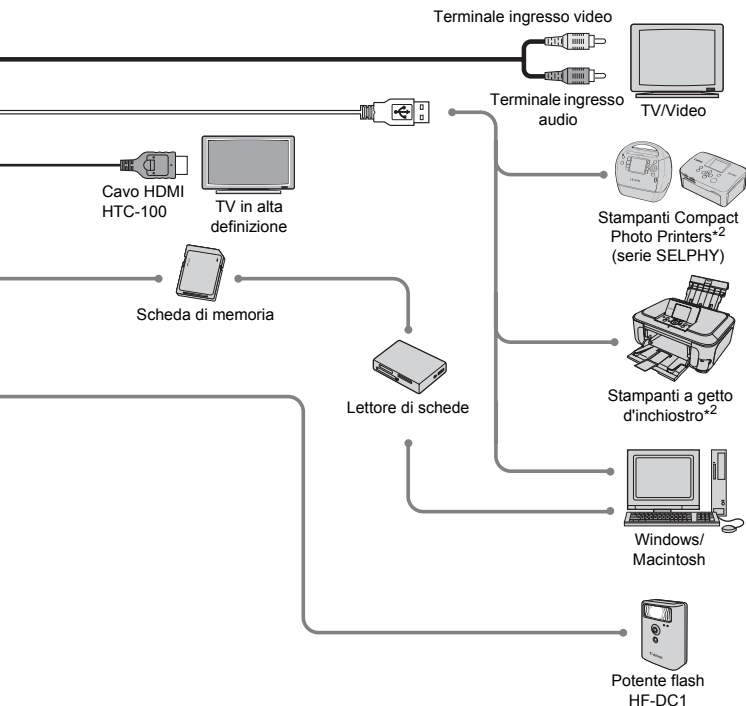 Terminale ingresso video
Terminale ingresso
audio
TV/Video
Cavo HDMI
HTC-100
TV in alta
definizione
Stampanti Compact
Photo Printers*2
(serie SELPHY)
Scheda di memoria
Lettore di schede
Stampanti a getto
d'inchiostro*2
Windows/
Macintosh
Potente flash
HF-DC1